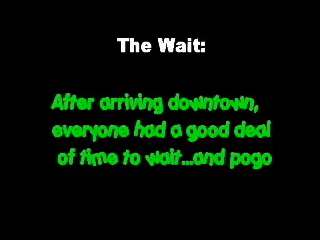 The Wait:
After arriving downtown,
everyone had a good deal
of time to wait...and pogo